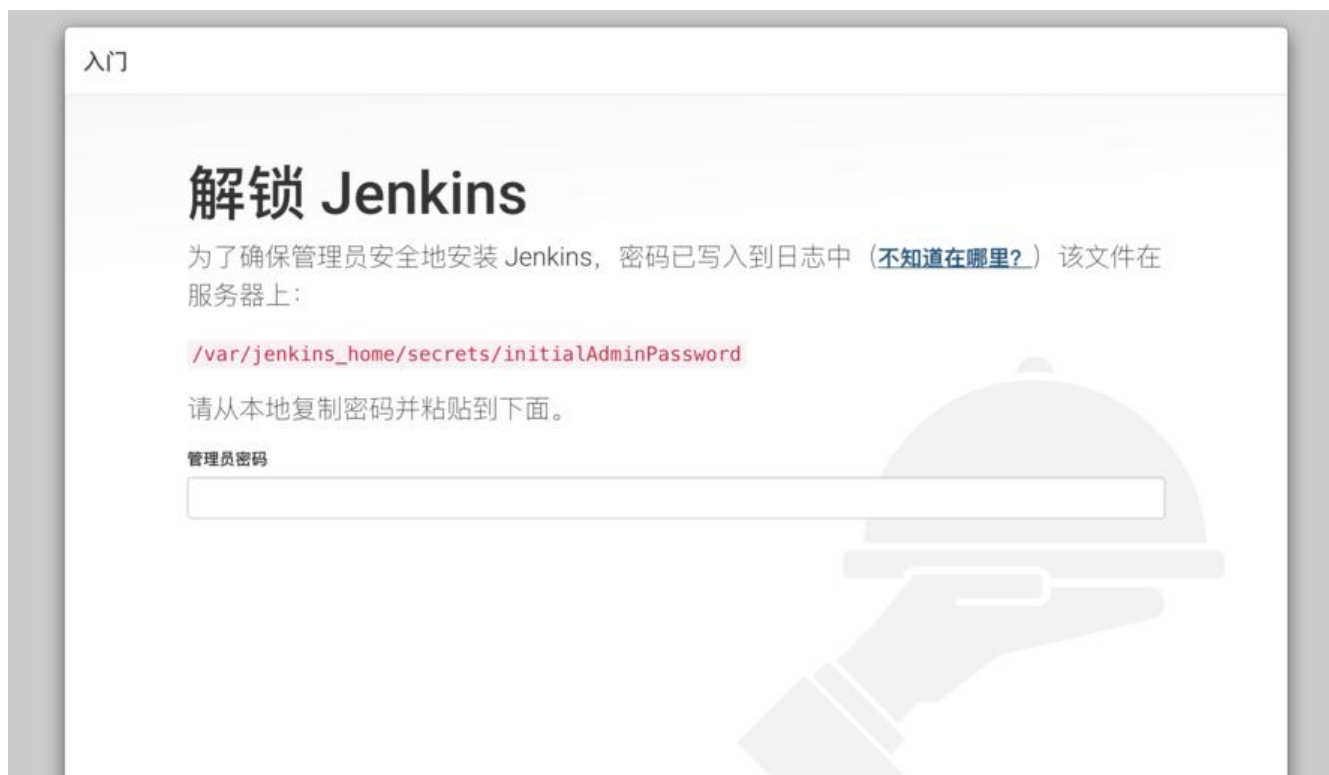 入门
解锁 Jenkins
为了确保管理员安全地安装 Jenkins，密码已写入到日志中（不知道在哪里？）该文件在
服务器上：
/var/jenkins_home/secrets/initialAdminPassword
请从本地复制密码并粘贴到下面。
管理员密码